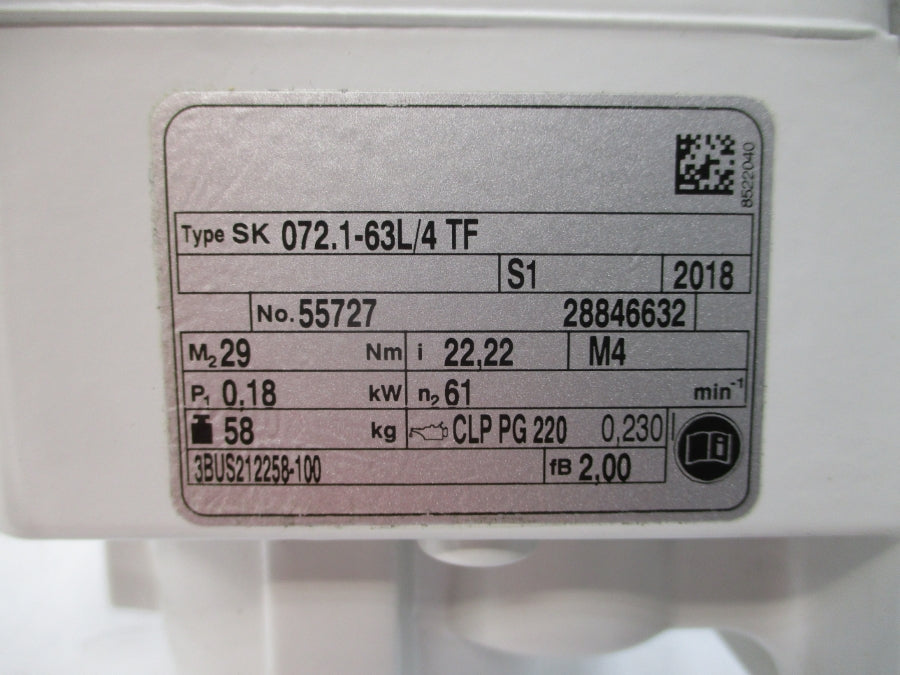 8522040
Type SK 072.1-63L/4 TF
S1 2018
No. 55727 28846632
M2 29 Nm i 22,22 M4
P1 0,18 kW n2 61 min-1
58 kg CLP PG 220 0,230 l
3BUS212258-100 fB 2,00